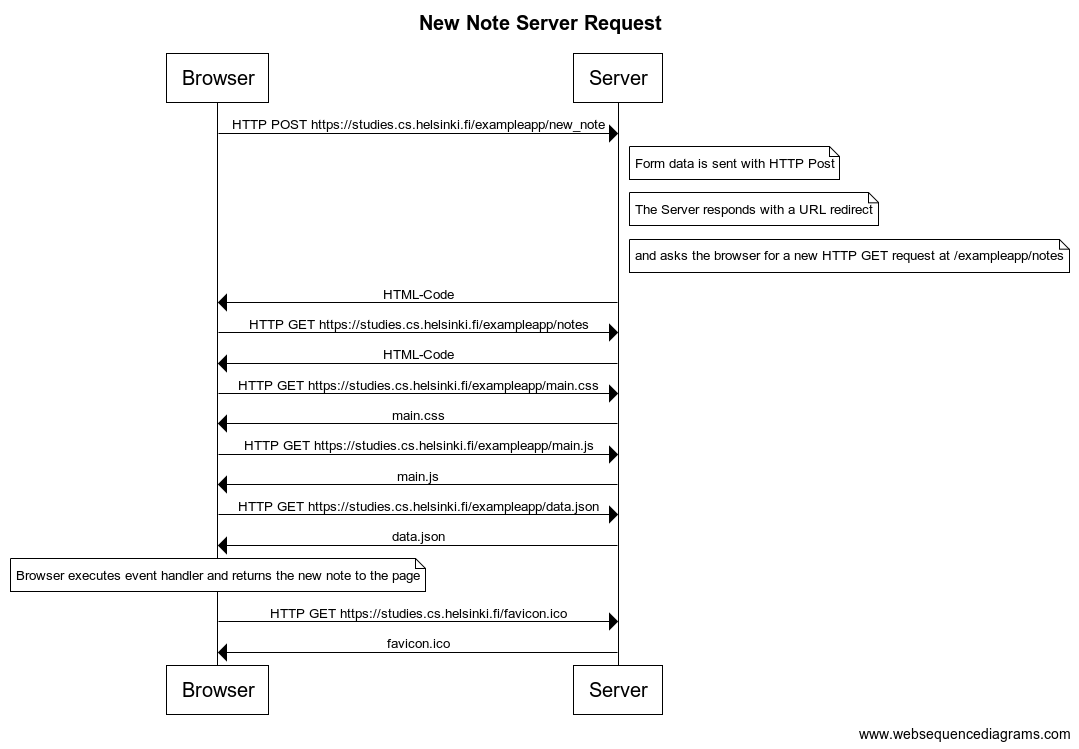 New Note Server Request
Browser
Server
HTTP POST https://studies.cs.helsinki.fi/exampleapp/new_note
Form data is sent with HTTP Post
The Server responds with a URL redirect
and asks the browser for a new HTTP GET request at /exampleapp/notes
HTML-Code
HTTP GET https://studies.cs.helsinki.fi/exampleapp/notes
HTML-Code
HTTP GET https://studies.cs.helsinki.fi/exampleapp/main.css
main.css
HTTP GET https://studies.cs.helsinki.fi/exampleapp/main.js
main.js
HTTP GET https://studies.cs.helsinki.fi/exampleapp/data.json
data.json
Browser executes event handler and returns the new note to the page
HTTP GET https://studies.cs.helsinki.fi/favicon.ico
favicon.ico
Browser
Server
www.websequencediagrams.com